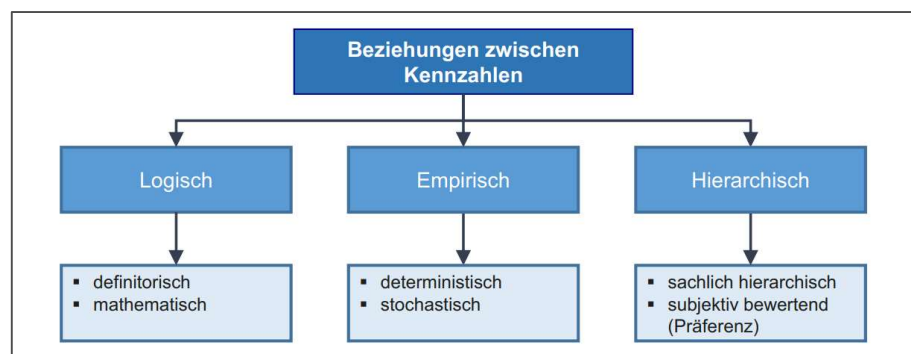 Beziehungen zwischen
Kennzahlen
Logisch
Empirisch
Hierarchisch
▪ definitorisch
▪ mathematisch
▪ deterministisch
▪ stochastisch
▪ sachlich hierarchisch
▪ subjektiv bewertend
(Präferenz)